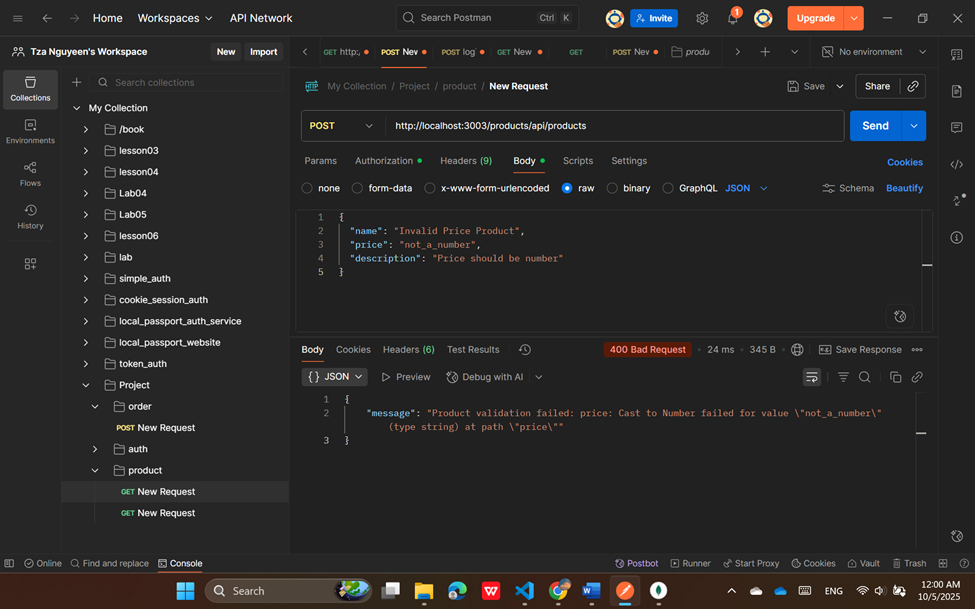 Home Workspaces API Network Search Postman Ctrl K Invite 1 Upgrade
Tza Nguyeen's Workspace New Import GET http:, POST Nev POST log GET New GET POST Nev produ No environment
Collections
Search collections
Environments
Flows
History
My Collection
/book
lesson03
lesson04
Lab04
Lab05
lesson06
lab
simple_auth
cookie_session_auth
local_passport_auth_service
local_passport_website
token_auth
Project
order
POST New Request
auth
product
GET New Request
GET New Request
HTTP My Collection / Project / product / New Request Save Share
POST http://localhost:3003/products/api/products Send
Params Authorization Headers (9) Body Scripts Settings Cookies
none form-data x-www-form-urlencoded raw binary GraphQL JSON Schema Beautify
1 {
2 "name": "Invalid Price Product",
3 "price": "not_a_number",
4 "description": "Price should be number"
5 }
Body Cookies Headers (6) Test Results 400 Bad Request 24 ms 345 B Save Response
{} JSON Preview Debug with AI
1 {
2 "message": "Product validation failed: price: Cast to Number failed for value \"not_a_number\"
(type string) at path \"price\""
3 }
Online Find and replace Console Postbot Runner Start Proxy Cookies Vault Trash
Search ENG 12:00 AM
10/5/2025